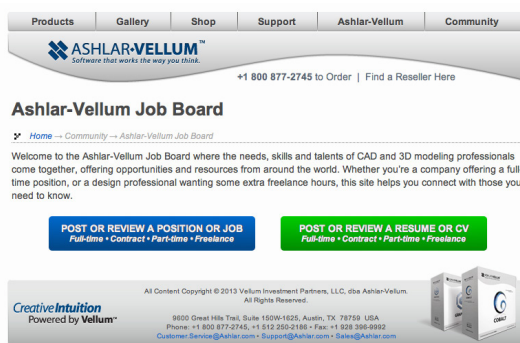 Products Gallery Shop Support Ashlar-Vellum Community
ASHLAR-VELLUM™
Software that works the way you think.
+1 800 877-2745 to Order | Find a Reseller Here
Ashlar-Vellum Job Board
Home → Community → Ashlar-Vellum Job Board
Welcome to the Ashlar-Vellum Job Board where the needs, skills and talents of CAD and 3D modeling professionals
come together, offering opportunities and resources from around the world. Whether you're a company offering a full-
time position, or a design professional wanting some extra freelance hours, this site helps you connect with those you
need to know.
POST OR REVIEW A POSITION OR JOB
Full-time • Contract • Part-time • Freelance
POST OR REVIEW A RESUME OR CV
Full-time • Contract • Part-time • Freelance
All Content Copyright © 2013 Vellum Investment Partners, LLC, dba Ashlar-Vellum.
All Rights Reserved.
Creative Intuition
Powered by Vellum™
9600 Great Hills Trail, Suite 150W-1625, Austin, TX 78759 USA
Phone: +1 800 877-2745, +1 512 250-2186 • Fax: +1 928 396-9992
Customer.Service@Ashlar.com • Support@Ashlar.com • Sales@Ashlar.com
COBALT